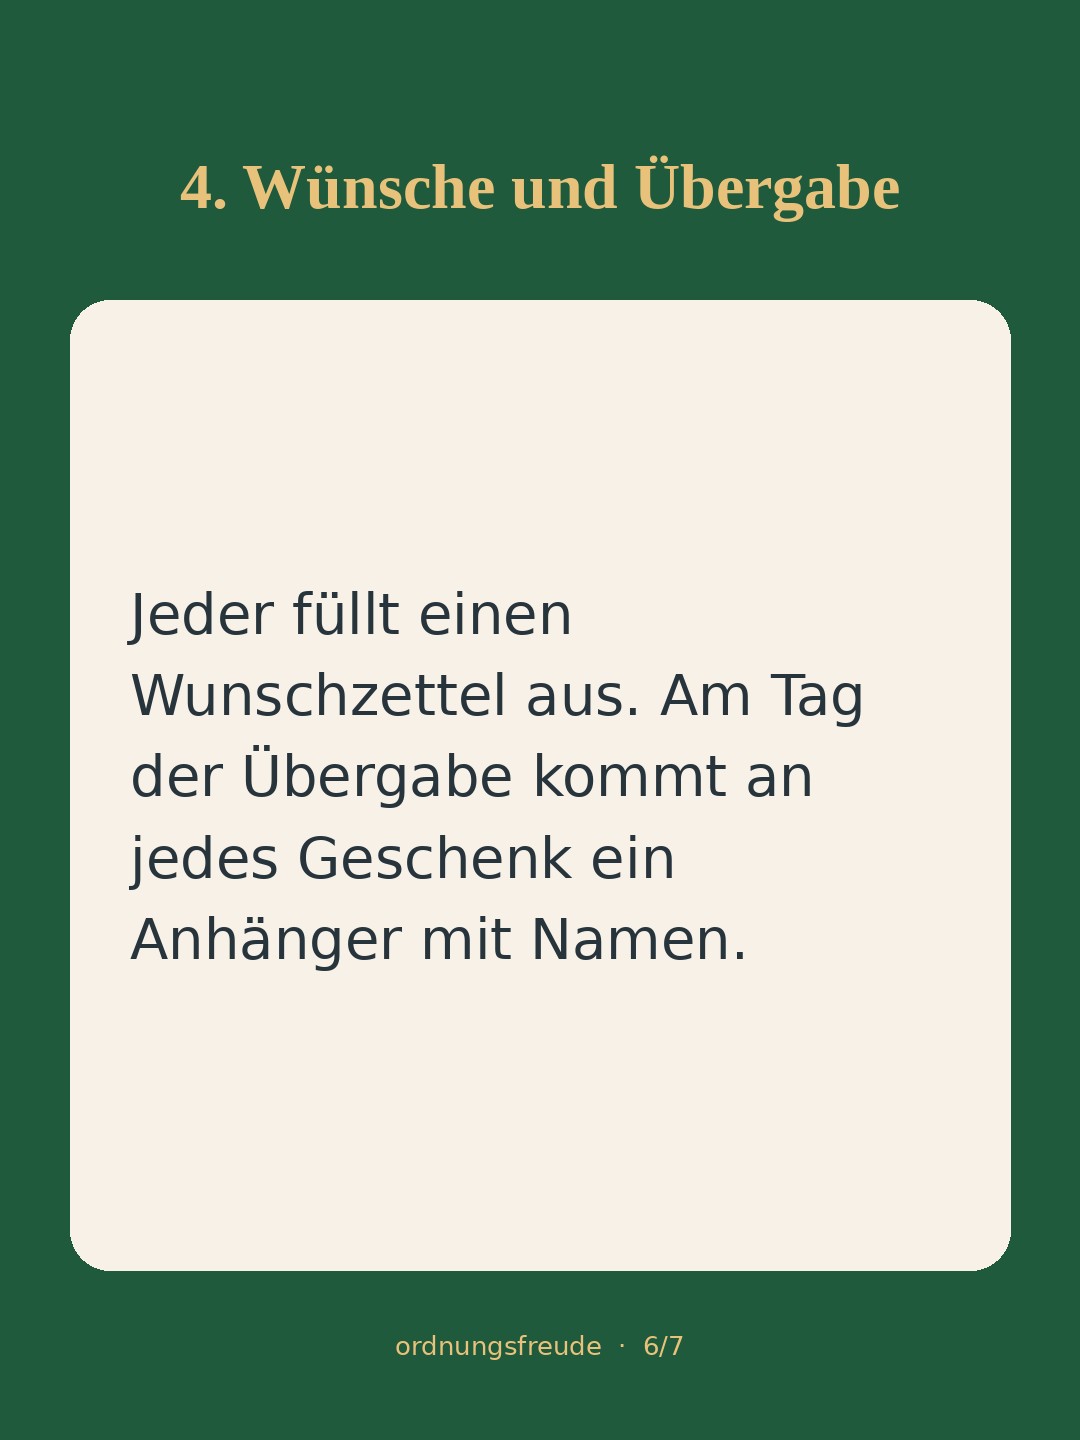 4. Wünsche und Übergabe
Jeder füllt einen
Wunschzettel aus. Am Tag
der Übergabe kommt an
jedes Geschenk ein
Anhänger mit Namen.
ordnungsfreude · 6/7